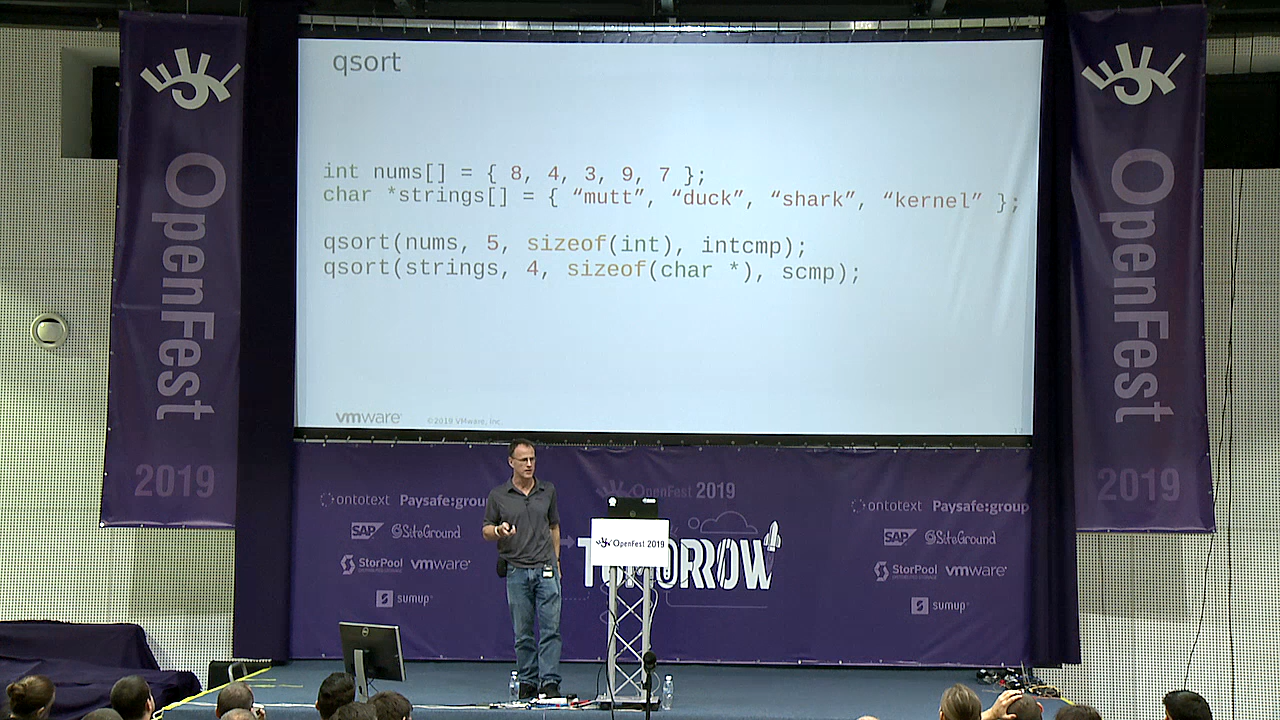 qsort
int nums[] = { 8, 4, 3, 9, 7 };
char *strings[] = { “mutt”, “duck”, “shark”, “kernel” };
qsort(nums, 5, sizeof(int), intcmp);
qsort(strings, 4, sizeof(char *), scmp);
vmware
©2019 VMware, Inc.
17
OpenFest
2019
OpenFest
2019
OpenFest 2019
ontotext Paysafe:group
SAP SiteGround
StorPool vmware
sumup
OpenFest 2019
ontotext Paysafe:group
SAP SiteGround
StorPool vmware
sumup